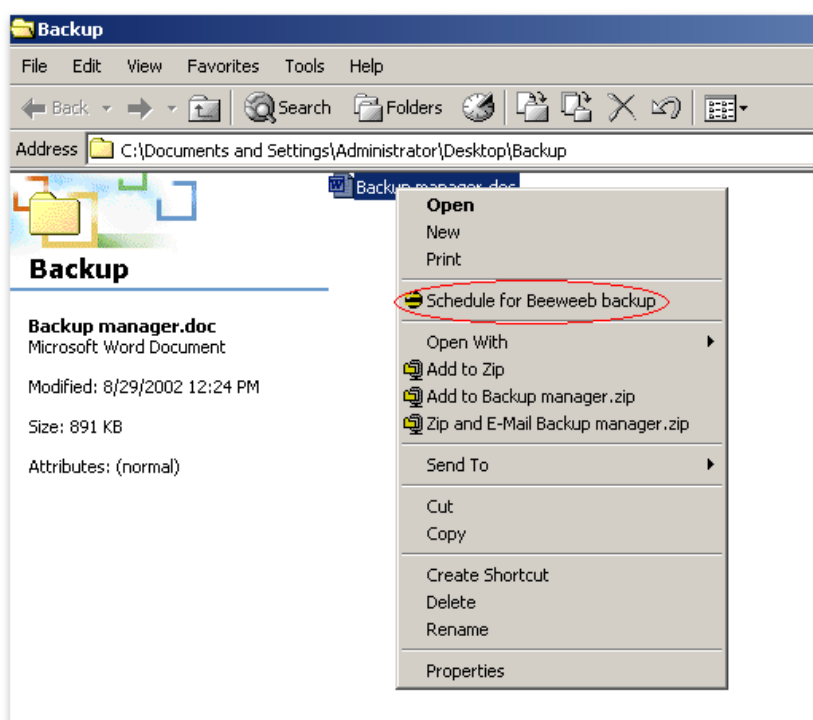 Backup
File Edit View Favorites Tools Help
Back Search Folders
Address C:\Documents and Settings\Administrator\Desktop\Backup
Backup manager.doc
Backup
Backup manager.doc
Microsoft Word Document
Modified: 8/29/2002 12:24 PM
Size: 891 KB
Attributes: (normal)
Open
New
Print
Schedule for Beeweeb backup
Open With
Add to Zip
Add to Backup manager.zip
Zip and E-Mail Backup manager.zip
Send To
Cut
Copy
Create Shortcut
Delete
Rename
Properties